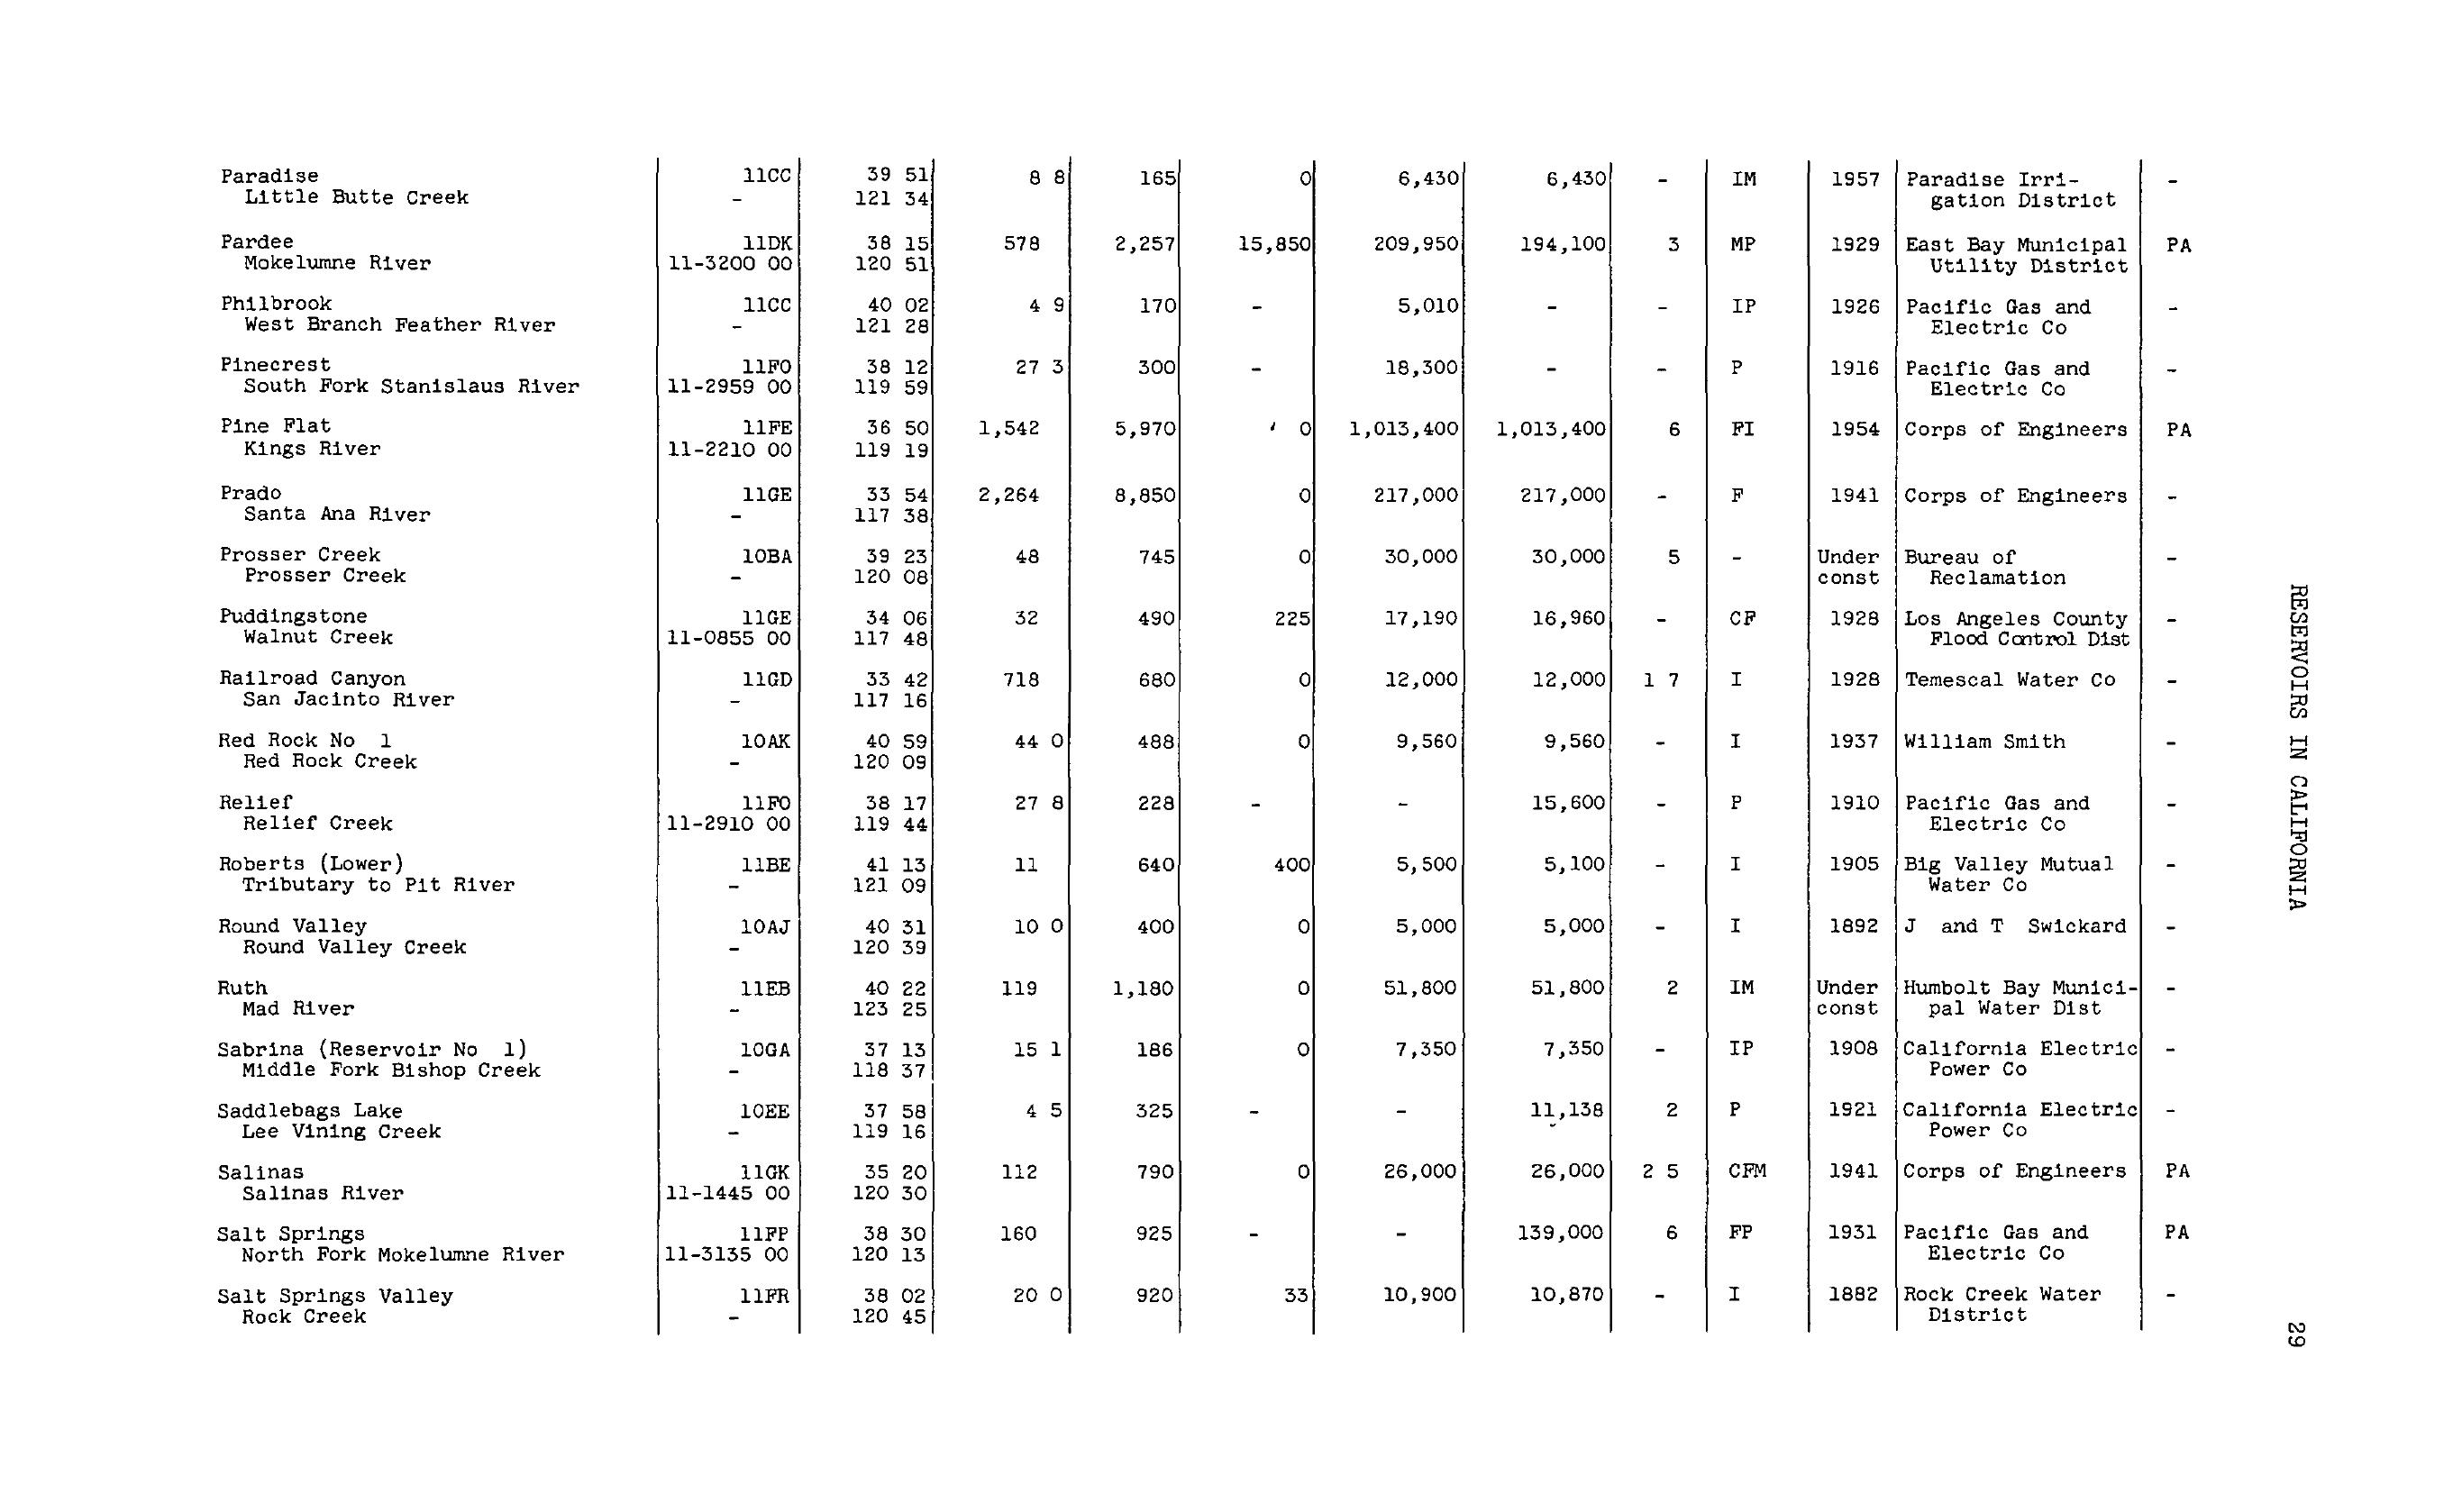 Paradise 11CC 39 51 8 8 165 0 6,430 6,430 - IM 1957 Paradise Irri- -
Little Butte Creek - 121 34 gation District
Pardee 11DK 38 15 578 2,257 15,850 209,950 194,100 3 MP 1929 East Bay Municipal PA
Mokelumne River 11-3200 00 120 51 Utility District
Philbrook 11CC 40 02 4 9 170 - 5,010 - - IP 1926 Pacific Gas and -
West Branch Feather River - 121 28 Electric Co
Pinecrest 11FO 38 12 27 3 300 - 18,300 - - P 1916 Pacific Gas and -
South Fork Stanislaus River 11-2959 00 119 59 Electric Co
Pine Flat 11FE 36 50 1,542 5,970 0 1,013,400 1,013,400 6 FI 1954 Corps of Engineers PA
Kings River 11-2210 00 119 19
Prado 11GE 33 54 2,264 8,850 0 217,000 217,000 - F 1941 Corps of Engineers -
Santa Ana River - 117 38
Prosser Creek 10BA 39 23 48 745 0 30,000 30,000 5 - Under Bureau of -
Prosser Creek - 120 08 const Reclamation
Puddingstone 11GE 34 06 32 490 225 17,190 16,960 - CF 1928 Los Angeles County -
Walnut Creek 11-0855 00 117 48 Flood Control Dist
Railroad Canyon 11GD 33 42 718 680 0 12,000 12,000 1 7 I 1928 Temescal Water Co -
San Jacinto River - 117 16
Red Rock No 1 10AK 40 59 44 0 488 0 9,560 9,560 - I 1937 William Smith -
Red Rock Creek - 120 09
Relief 11FO 38 17 27 8 228 - - 15,600 - P 1910 Pacific Gas and -
Relief Creek 11-2910 00 119 44 Electric Co
Roberts (Lower) 11BE 41 13 11 640 400 5,500 5,100 - I 1905 Big Valley Mutual -
Tributary to Pit River - 121 09 Water Co
Round Valley 10AJ 40 31 10 0 400 0 5,000 5,000 - I 1892 J and T Swickard -
Round Valley Creek - 120 39
Ruth 11EB 40 22 119 1,180 0 51,800 51,800 2 IM Under Humbolt Bay Munici- -
Mad River - 123 25 const pal Water Dist
Sabrina (Reservoir No 1) 10GA 37 13 15 1 186 0 7,350 7,350 - IP 1908 California Electric -
Middle Fork Bishop Creek - 118 37 Power Co
Saddlebags Lake 10EE 37 58 4 5 325 - - 11,138 2 P 1921 California Electric -
Lee Vining Creek - 119 16 Power Co
Salinas 11GK 35 20 112 790 0 26,000 26,000 2 5 CFM 1941 Corps of Engineers PA
Salinas River 11-1445 00 120 30
Salt Springs 11FP 38 30 160 925 - - 139,000 6 FP 1931 Pacific Gas and PA
North Fork Mokelumne River 11-3135 00 120 13 Electric Co
Salt Springs Valley 11FR 38 02 20 0 920 33 10,900 10,870 - I 1882 Rock Creek Water -
Rock Creek - 120 45 District
RESERVOIRS IN CALIFORNIA
29